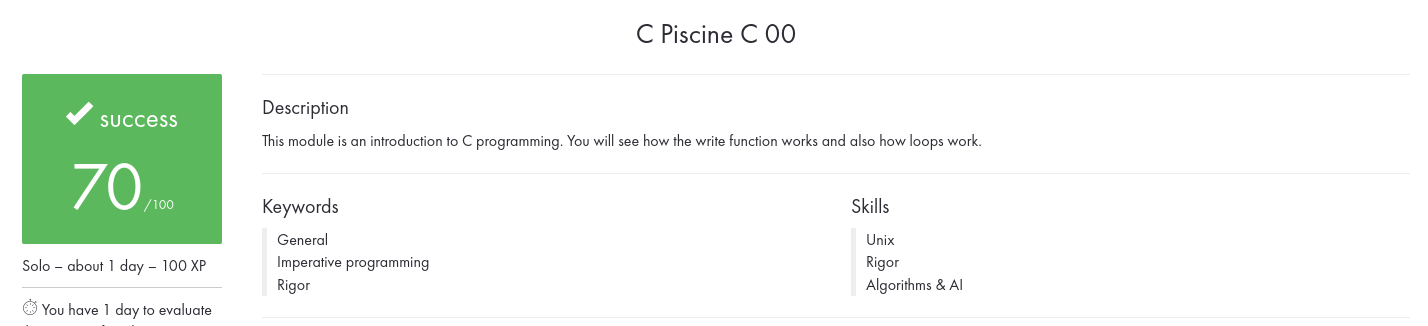 C Piscine C 00
success
70 /100
Solo – about 1 day – 100 XP
You have 1 day to evaluate
Description
This module is an introduction to C programming. You will see how the write function works and also how loops work.
Keywords
General
Imperative programming
Rigor
Skills
Unix
Rigor
Algorithms & AI